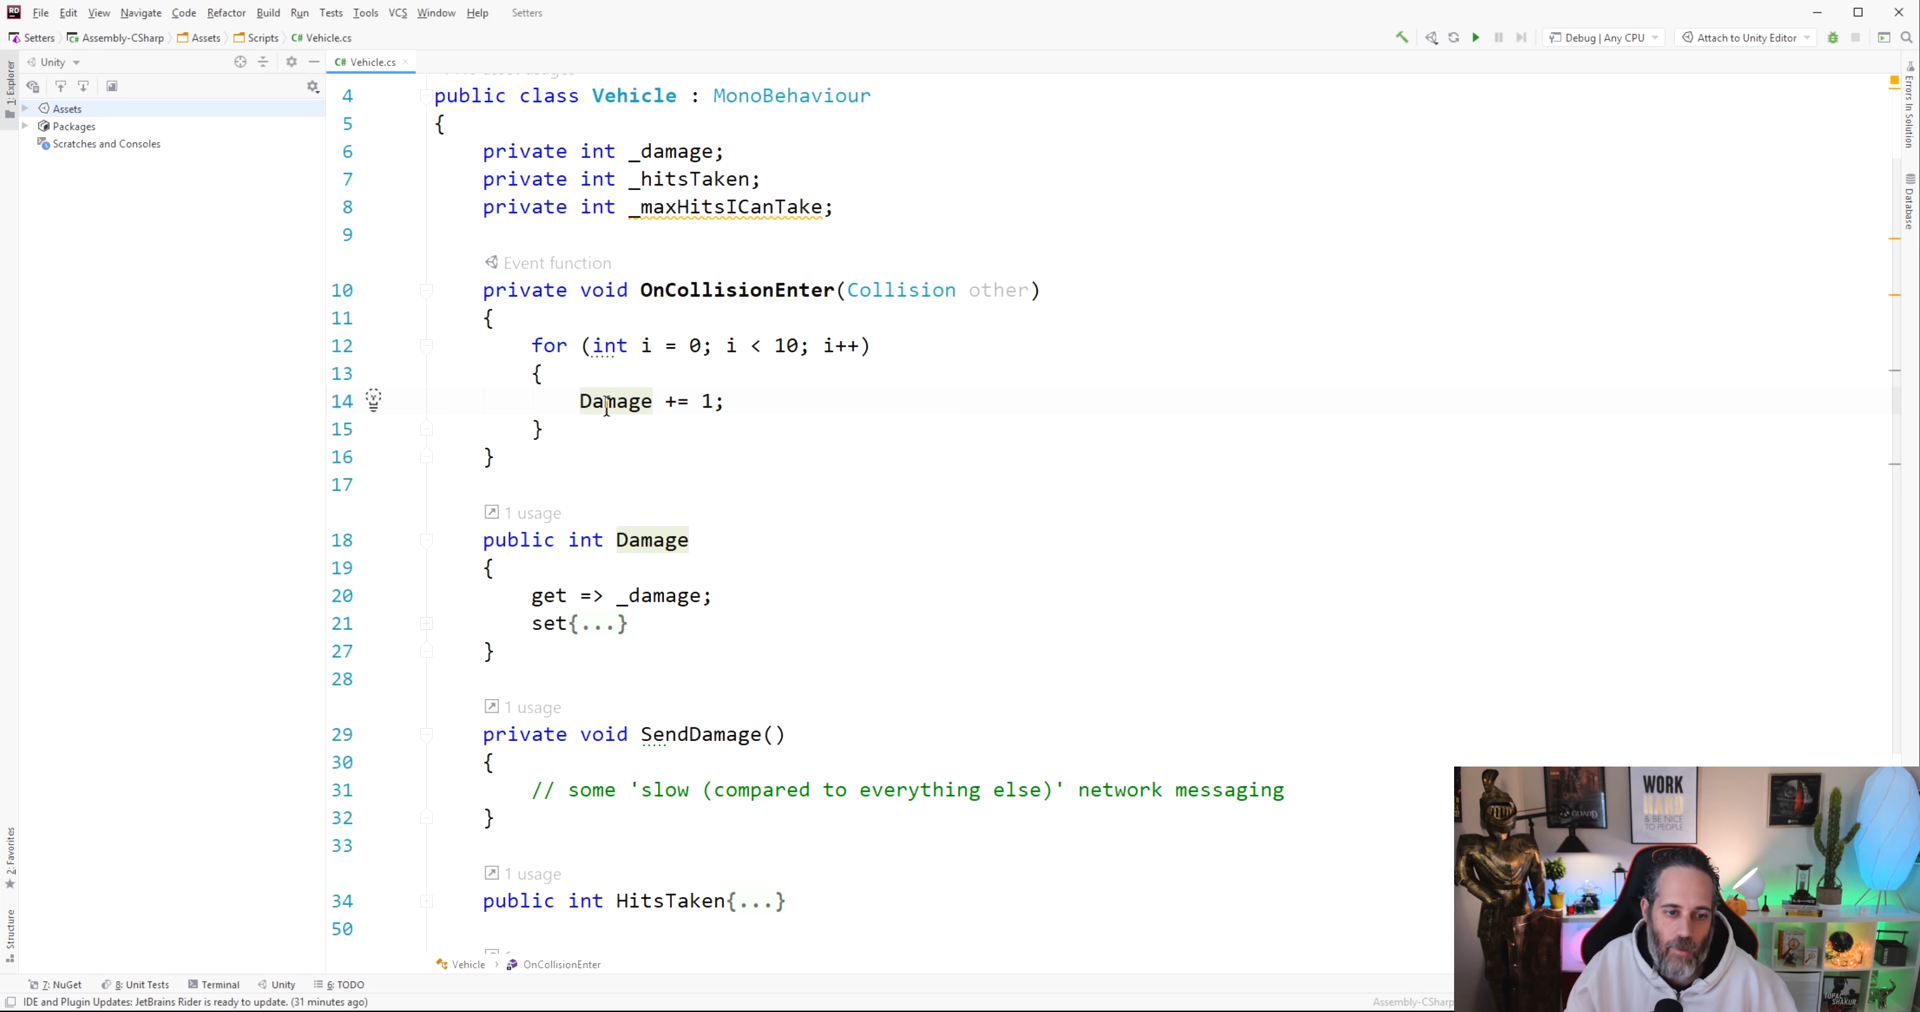 File Edit View Navigate Code Refactor Build Run Tests Tools VCS Window Help Setters
Setters Assembly-CSharp Assets Scripts C# Vehicle.cs
Debug | Any CPU Attach to Unity Editor
1: Explorer
Unity
Assets
Packages
Scratches and Consoles
C# Vehicle.cs
4 public class Vehicle : MonoBehaviour
5 {
6 private int _damage;
7 private int _hitsTaken;
8 private int _maxHitsICanTake;
9
Event function
10 private void OnCollisionEnter(Collision other)
11 {
12 for (int i = 0; i < 10; i++)
13 {
14 Damage += 1;
15 }
16 }
17
1 usage
18 public int Damage
19 {
20 get => _damage;
21 set{...}
27 }
28
1 usage
29 private void SendDamage()
30 {
31 // some 'slow (compared to everything else)' network messaging
32 }
33
1 usage
34 public int HitsTaken{...}
50
Vehicle OnCollisionEnter
Errors In Solution
Database
2: Favorites
Structure
7: NuGet 8: Unit Tests Terminal Unity 6: TODO
IDE and Plugin Updates: JetBrains Rider is ready to update. (31 minutes ago)
Assembly-CSharp
WORK
HARD
& BE NICE
TO PEOPLE
TUPAC
SHAKUR